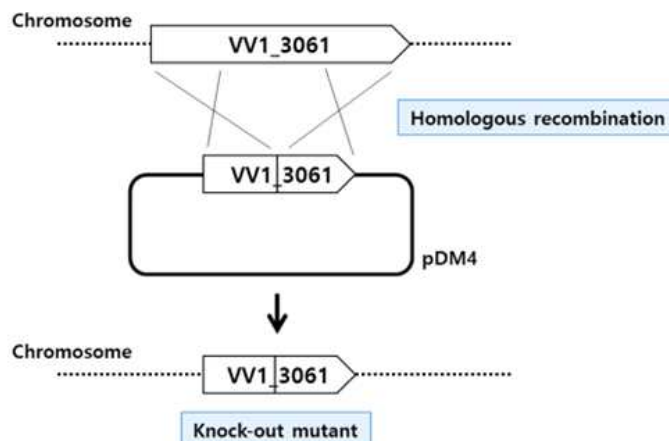 Chromosome
VV1_3061
Homologous recombination
VV1_3061
pDM4
Chromosome
VV1_3061
Knock-out mutant